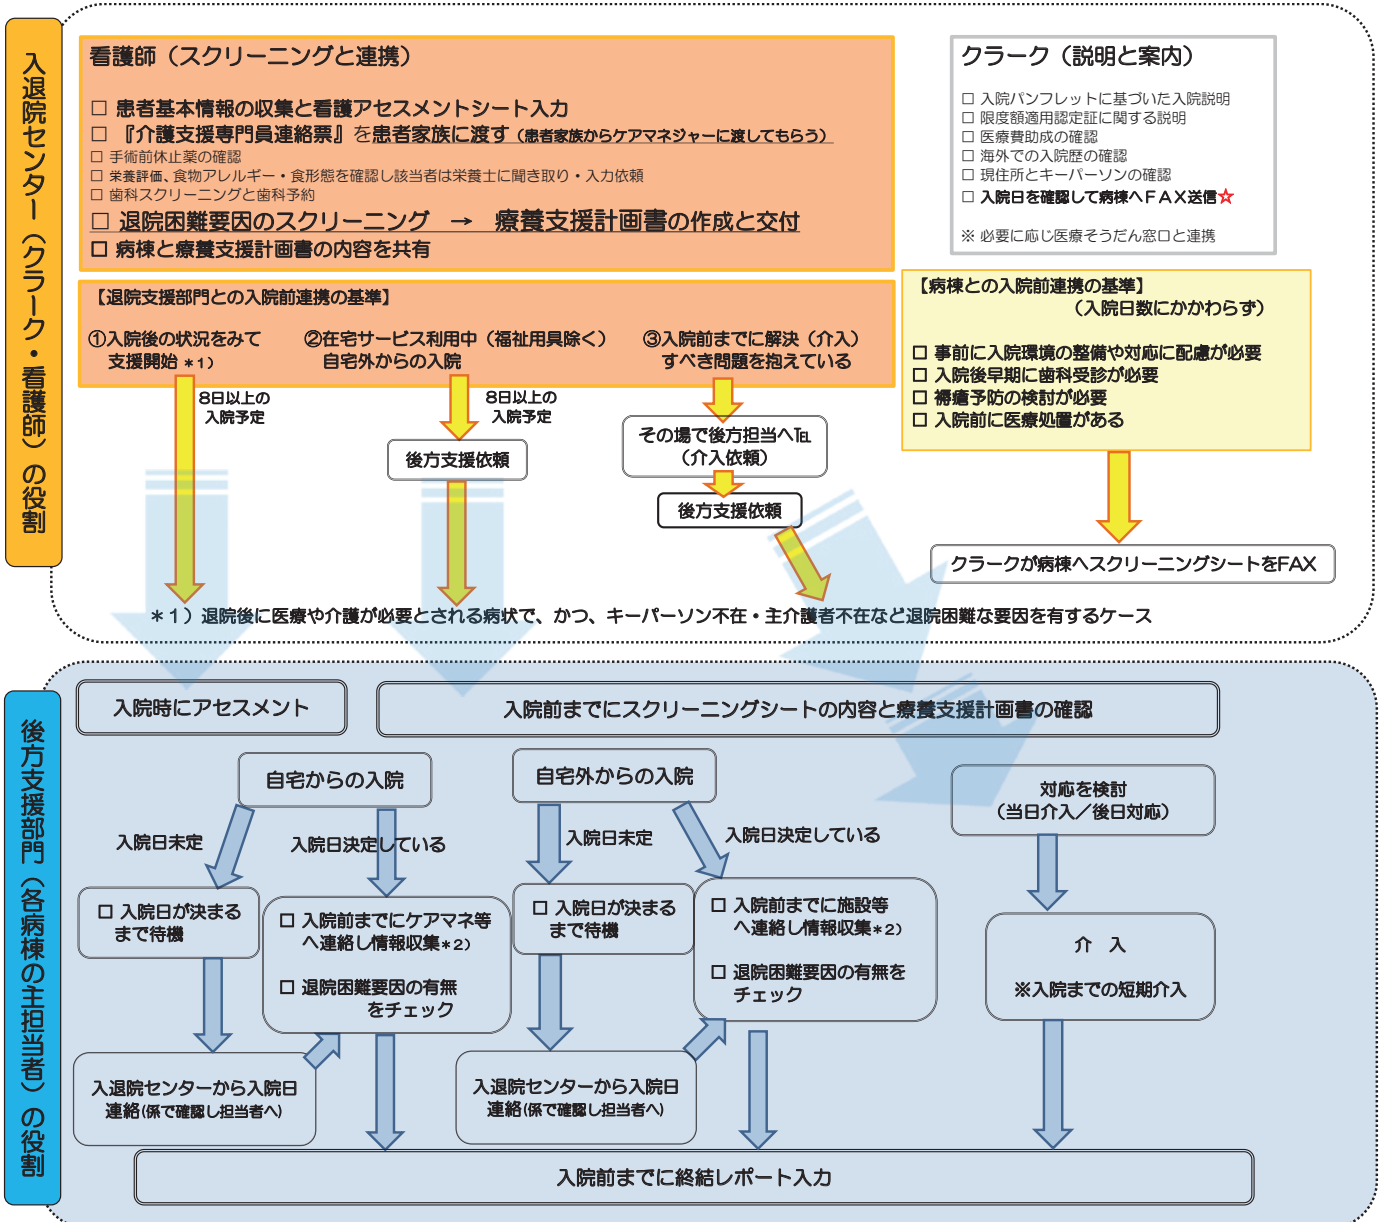 入退院センター（クラーク・看護師）の役割
看護師（スクリーニングと連携）
□ 患者基本情報の収集と看護アセスメントシート入力
□ 『介護支援専門員連絡票』を患者家族に渡す（患者家族からケアマネジャーに渡してもらう）
□ 手術前休止薬の確認
□ 栄養評価、食物アレルギー・食形態を確認し該当者は栄養士に聞き取り・入力依頼
□ 歯科スクリーニングと歯科予約
□ 退院困難要因のスクリーニング → 療養支援計画書の作成と交付
□ 病棟と療養支援計画書の内容を共有
クラーク（説明と案内）
□ 入院パンフレットに基づいた入院説明
□ 限度額適用認定証に関する説明
□ 医療費助成の確認
□ 海外での入院歴の確認
□ 現住所とキーパーソンの確認
□ 入院日を確認して病棟へＦＡＸ送信☆
※ 必要に応じ医療そうだん窓口と連携
【退院支援部門との入院前連携の基準】
①入院後の状況をみて
支援開始 ＊1）
②在宅サービス利用中（福祉用具除く）
自宅外からの入院
③入院前までに解決（介入）
すべき問題を抱えている
【病棟との入院前連携の基準】
（入院日数にかかわらず）
□ 事前に入院環境の整備や対応に配慮が必要
□ 入院後早期に歯科受診が必要
□ 褥瘡予防の検討が必要
□ 入院前に医療処置がある
8日以上の
入院予定
8日以上の
入院予定
後方支援依頼
その場で後方担当へ℡
（介入依頼）
後方支援依頼
クラークが病棟へスクリーニングシートをFAX
＊１）退院後に医療や介護が必要とされる病状で、かつ、キーパーソン不在・主介護者不在など退院困難な要因を有するケース
後方支援部門（各病棟の主担当者）の役割
入院時にアセスメント
入院前までにスクリーニングシートの内容と療養支援計画書の確認
自宅からの入院
自宅外からの入院
対応を検討
（当日介入／後日対応）
入院日未定
入院日決定している
入院日未定
入院日決定している
□ 入院日が決まる
まで待機
□ 入院前までにケアマネ等
へ連絡し情報収集＊2）
□ 退院困難要因の有無
をチェック
□ 入院日が決まる
まで待機
□ 入院前までに施設等
へ連絡し情報収集＊2）
□ 退院困難要因の有無を
チェック
介　入
※入院までの短期介入
入退院センターから入院日
連絡(係で確認し担当者へ)
入退院センターから入院日
連絡(係で確認し担当者へ)
入院前までに終結レポート入力